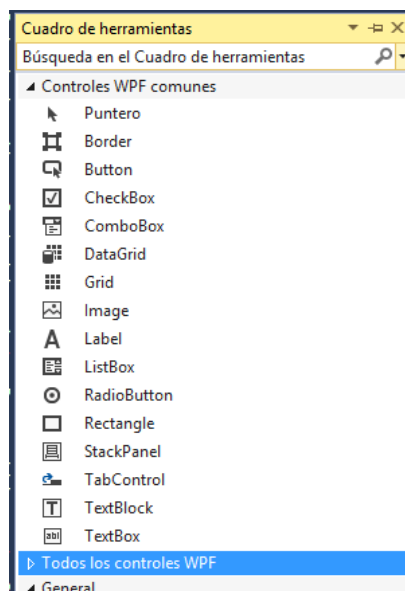 Cuadro de herramientas
Búsqueda en el Cuadro de herramientas
Controles WPF comunes
Puntero
Border
Button
CheckBox
ComboBox
DataGrid
Grid
Image
A Label
ListBox
RadioButton
Rectangle
StackPanel
TabControl
T TextBlock
abl TextBox
Todos los controles WPF
General